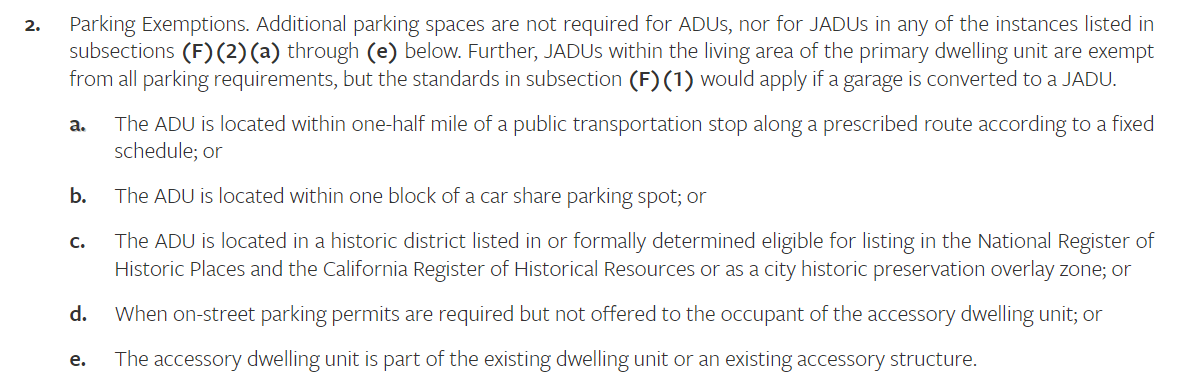 2. Parking Exemptions. Additional parking spaces are not required for ADUs, nor for JADUs in any of the instances listed in
subsections (F)(2)(a) through (e) below. Further, JADUs within the living area of the primary dwelling unit are exempt
from all parking requirements, but the standards in subsection (F)(1) would apply if a garage is converted to a JADU.
a. The ADU is located within one-half mile of a public transportation stop along a prescribed route according to a fixed
schedule; or
b. The ADU is located within one block of a car share parking spot; or
c. The ADU is located in a historic district listed in or formally determined eligible for listing in the National Register of
Historic Places and the California Register of Historical Resources or as a city historic preservation overlay zone; or
d. When on-street parking permits are required but not offered to the occupant of the accessory dwelling unit; or
e. The accessory dwelling unit is part of the existing dwelling unit or an existing accessory structure.